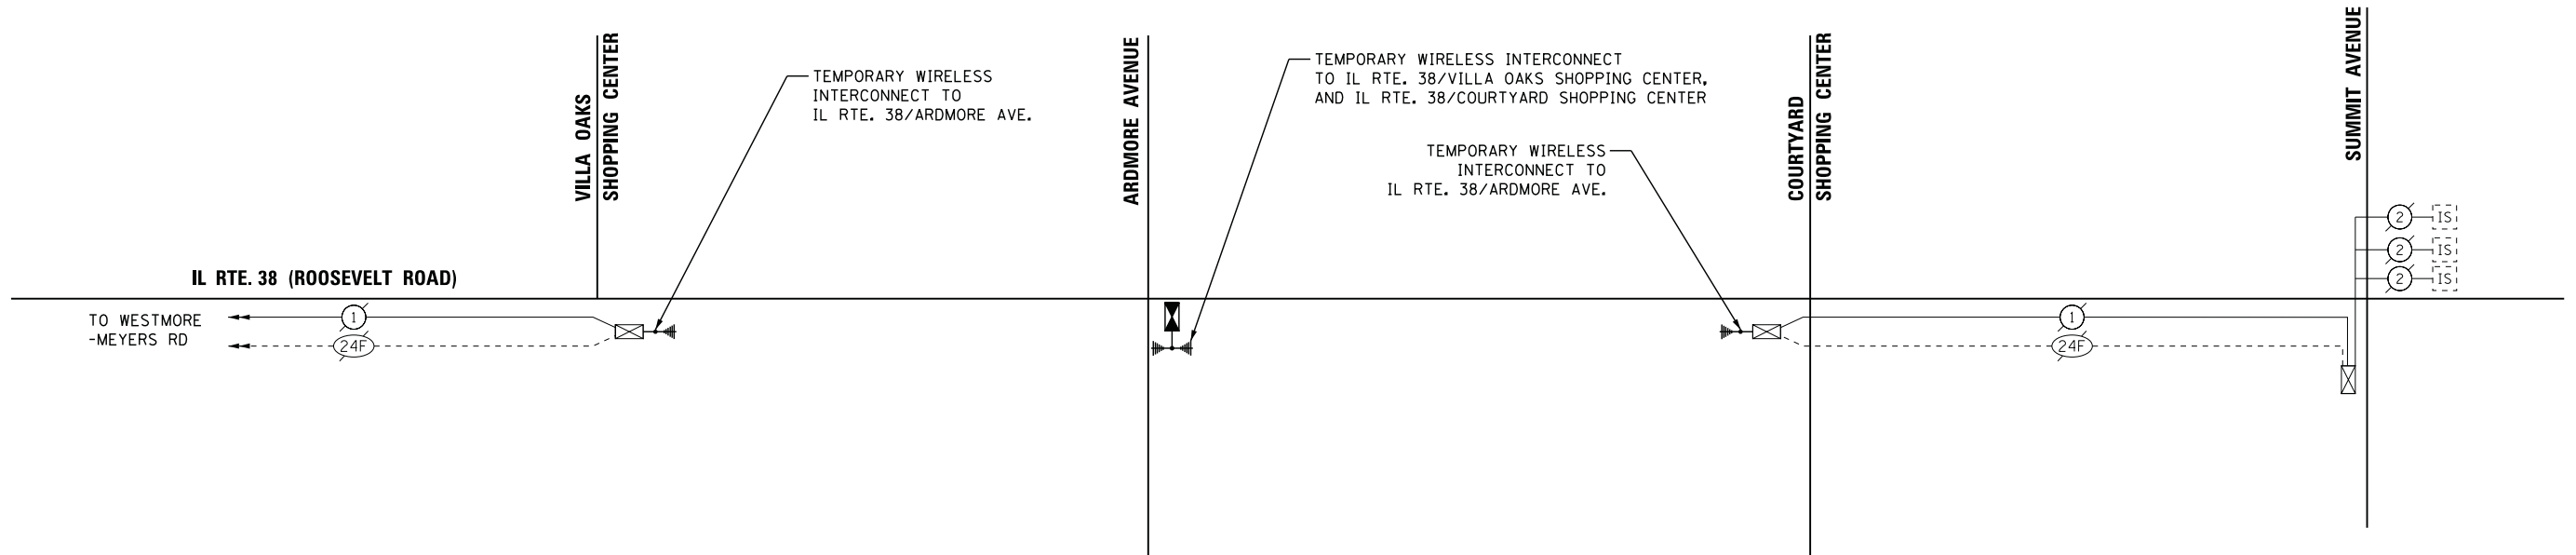 VILLA OAKS
SHOPPING CENTER
TEMPORARY WIRELESS
INTERCONNECT TO
IL RTE. 38/ARDMORE AVE.
ARDMORE AVENUE
TEMPORARY WIRELESS INTERCONNECT
TO IL RTE. 38/VILLA OAKS SHOPPING CENTER,
AND IL RTE. 38/COURTYARD SHOPPING CENTER
TEMPORARY WIRELESS
INTERCONNECT TO
IL RTE. 38/ARDMORE AVE.
COURTYARD
SHOPPING CENTER
SUMMIT AVENUE
2 IS
2 IS
2 IS
IL RTE. 38 (ROOSEVELT ROAD)
TO WESTMORE
-MEYERS RD
1
24F
1
24F